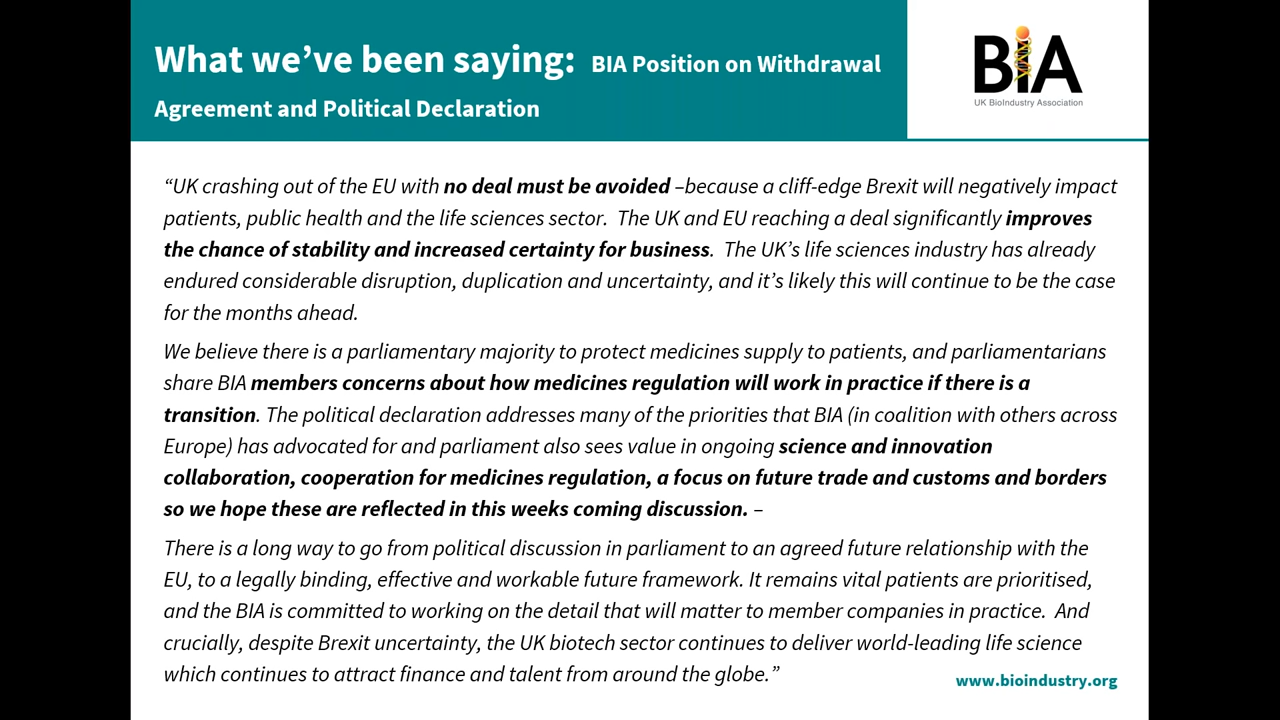 What we’ve been saying: BIA Position on Withdrawal
Agreement and Political Declaration
BIA
UK BioIndustry Association
“UK crashing out of the EU with no deal must be avoided –because a cliff-edge Brexit will negatively impact
patients, public health and the life sciences sector.  The UK and EU reaching a deal significantly improves
the chance of stability and increased certainty for business.  The UK’s life sciences industry has already
endured considerable disruption, duplication and uncertainty, and it’s likely this will continue to be the case
for the months ahead.
We believe there is a parliamentary majority to protect medicines supply to patients, and parliamentarians
share BIA members concerns about how medicines regulation will work in practice if there is a
transition. The political declaration addresses many of the priorities that BIA (in coalition with others across
Europe) has advocated for and parliament also sees value in ongoing science and innovation
collaboration, cooperation for medicines regulation, a focus on future trade and customs and borders
so we hope these are reflected in this weeks coming discussion. –
There is a long way to go from political discussion in parliament to an agreed future relationship with the
EU, to a legally binding, effective and workable future framework. It remains vital patients are prioritised,
and the BIA is committed to working on the detail that will matter to member companies in practice.  And
crucially, despite Brexit uncertainty, the UK biotech sector continues to deliver world-leading life science
which continues to attract finance and talent from around the globe.”
www.bioindustry.org